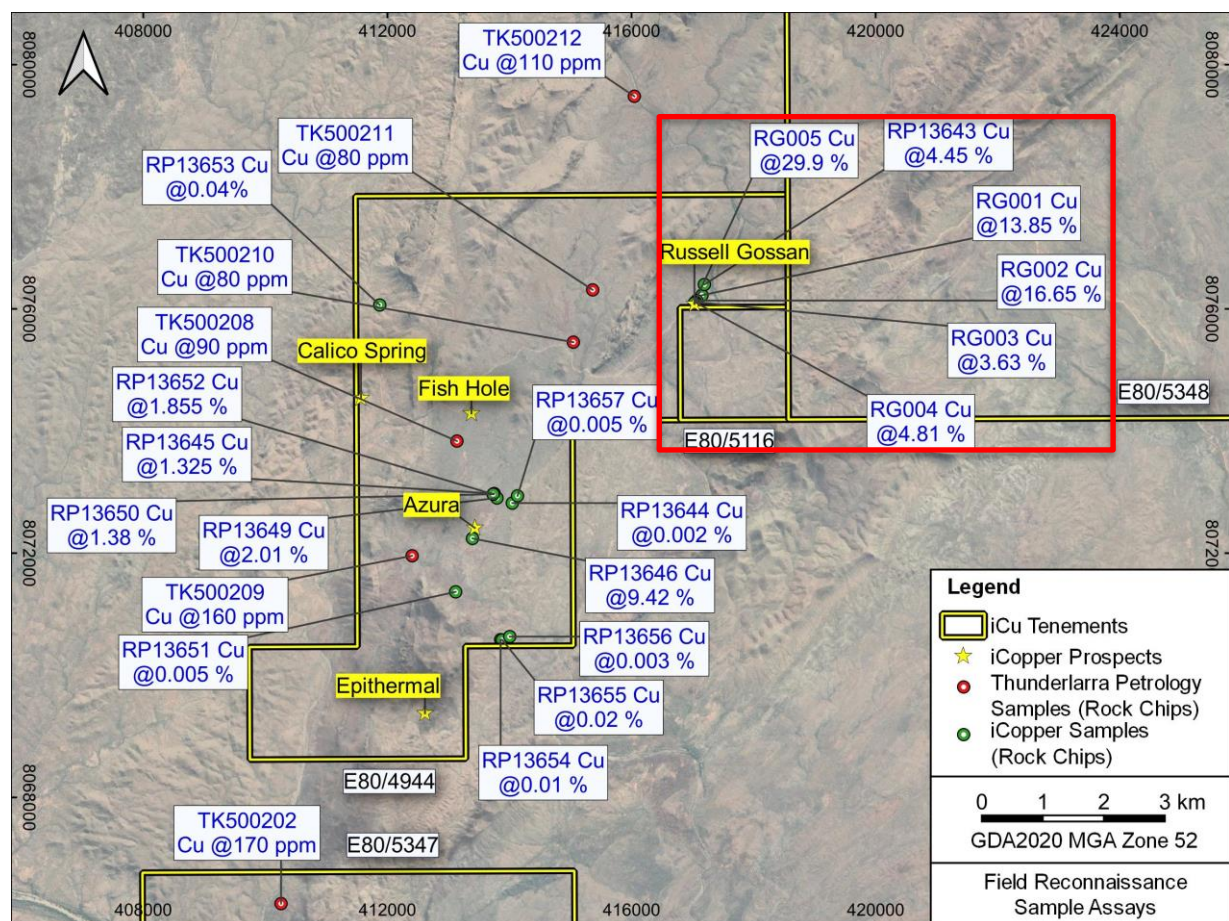 408000
412000
416000
420000
424000
8080000
8080000
TK500212
Cu @110 ppm
TK500211
Cu @80 ppm
RP13653 Cu
@0.04%
TK500210
Cu @80 ppm
TK500208
Cu @90 ppm
RG005 Cu
@29.9 %
RP13643 Cu
@4.45 %
RG001 Cu
@13.85 %
Russell Gossan
RG002 Cu
@16.65 %
8076000
8076000
RG003 Cu
@3.63 %
Calico Spring
RP13652 Cu
@1.855 %
Fish Hole
RP13657 Cu
@0.005 %
RG004 Cu
@4.81 %
E80/5348
E80/5116
RP13645 Cu
@1.325 %
RP13650 Cu
@1.38 %
RP13649 Cu
@2.01 %
Azura
RP13644 Cu
@0.002 %
8072000
80720
TK500209
Cu @160 ppm
RP13646 Cu
@9.42 %
RP13651 Cu
@0.005 %
RP13656 Cu
@0.003 %
Epithermal
RP13655 Cu
@0.02 %
RP13654 Cu
@0.01 %
E80/4944
8068000
TK500202
Cu @170 ppm
E80/5347
408000
412000
416000
420000
Legend
iCu Tenements
iCopper Prospects
Thunderlarra Petrology
Samples (Rock Chips)
iCopper Samples
(Rock Chips)
0 1 2 3 km
GDA2020 MGA Zone 52
Field Reconnaissance
Sample Assays